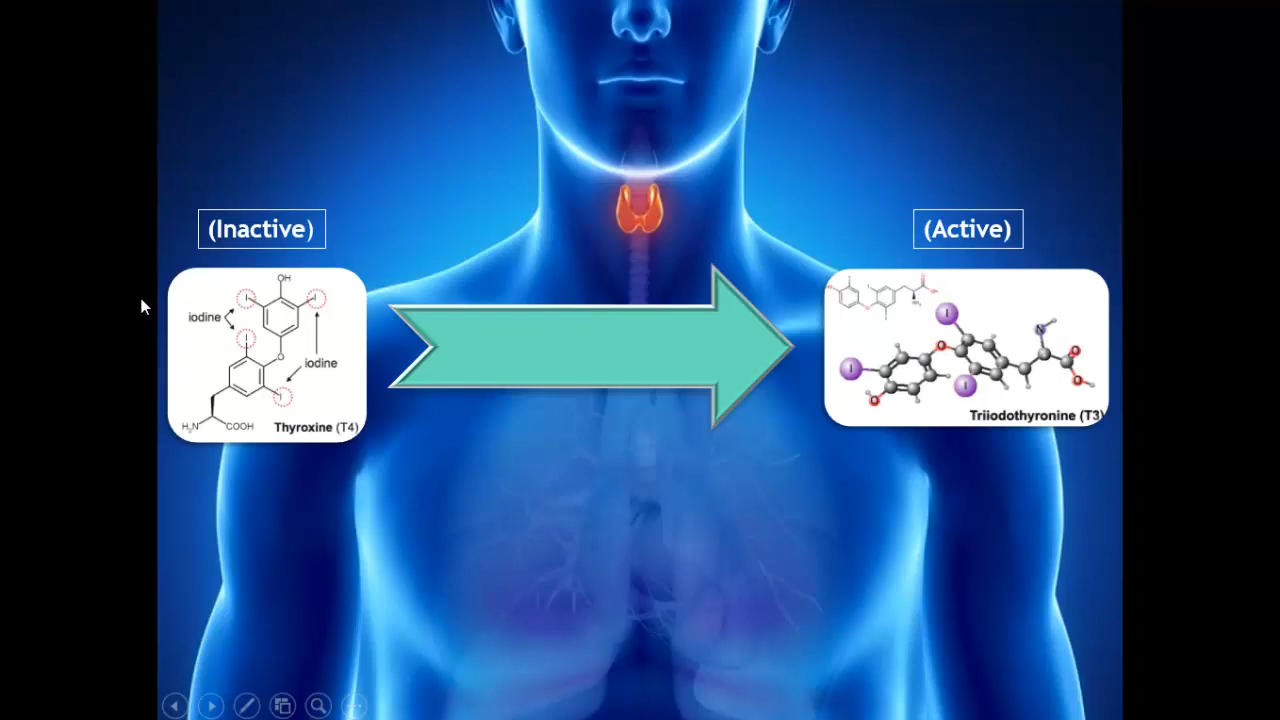 (Inactive)
(Active)
OH
I
I
iodine
I
O
iodine
I
H₂N
COOH
Thyroxine (T4)
I
N
O
O
I
I
O
O
Triiodothyronine (T3)